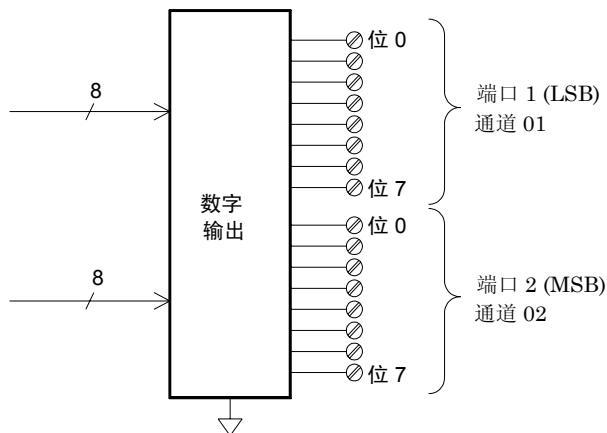 位 0
8
端口 1 (LSB)
通道 01
位 7
数字
输出
位 0
8
端口 2 (MSB)
通道 02
位 7